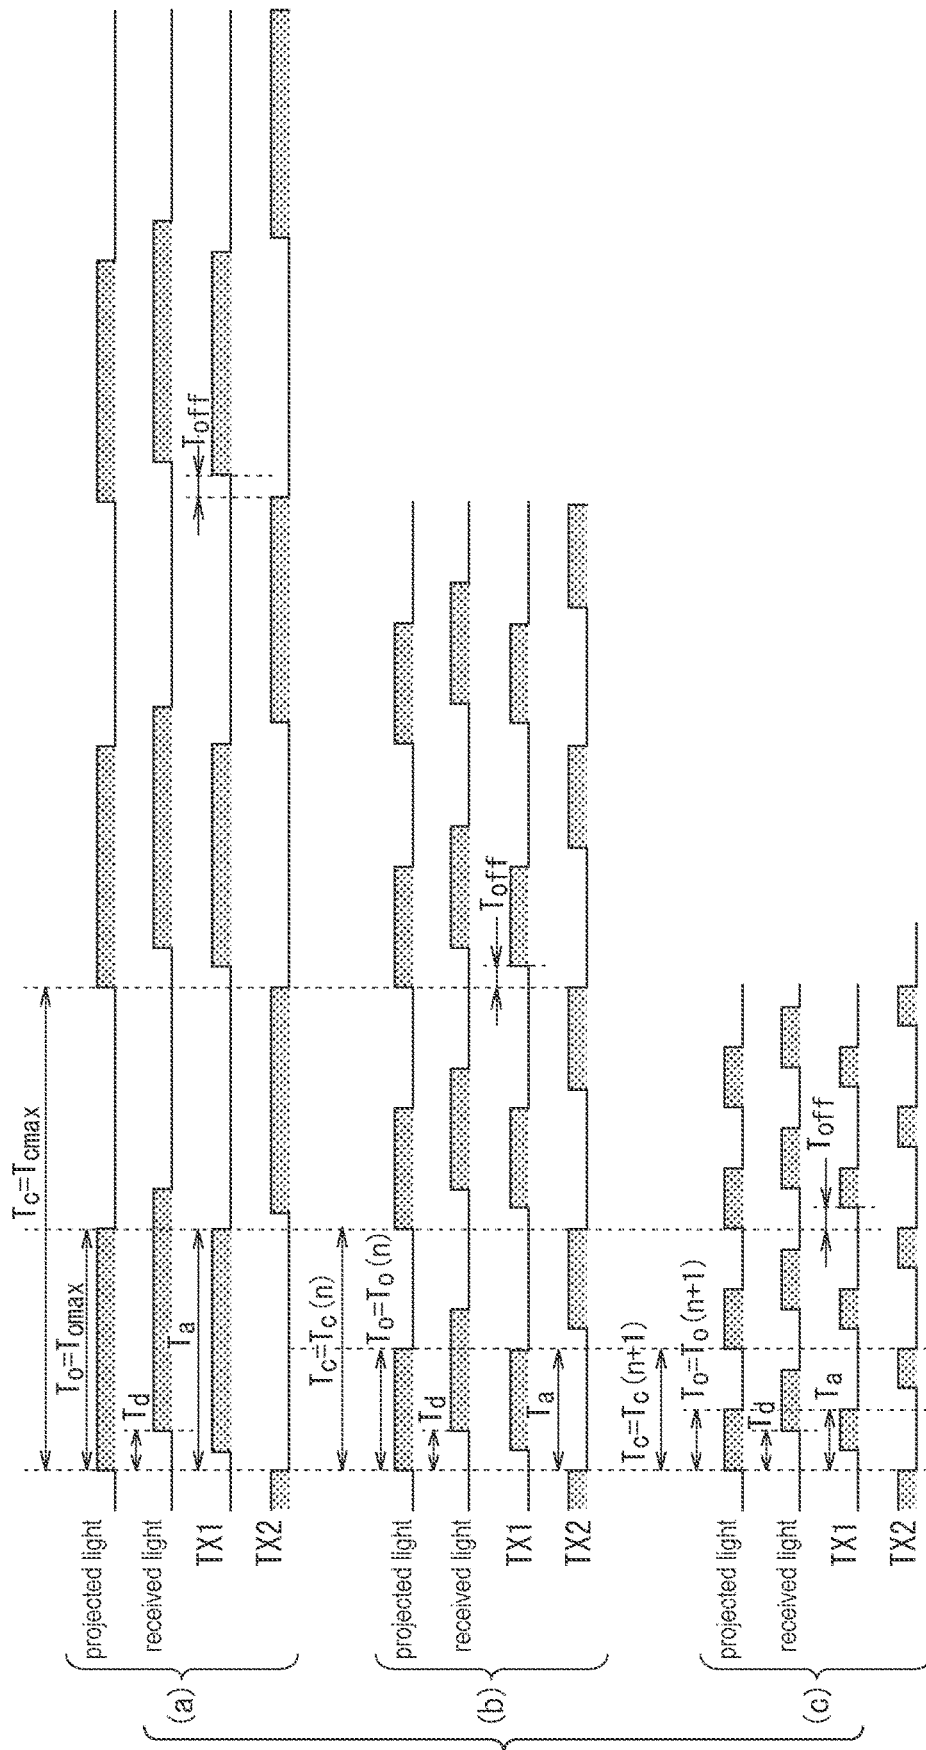 (a)
projected light
received light
TX1
TX2
Tc=Tcmax
To=Tomax
Td
Ta
Toff
(b)
projected light
received light
TX1
TX2
Tc=Tc(n)
To=To(n)
Td
Ta
Toff
(c)
projected light
received light
TX1
TX2
Tc=Tc(n+1)
To=To(n+1)
Td
Ta
Toff